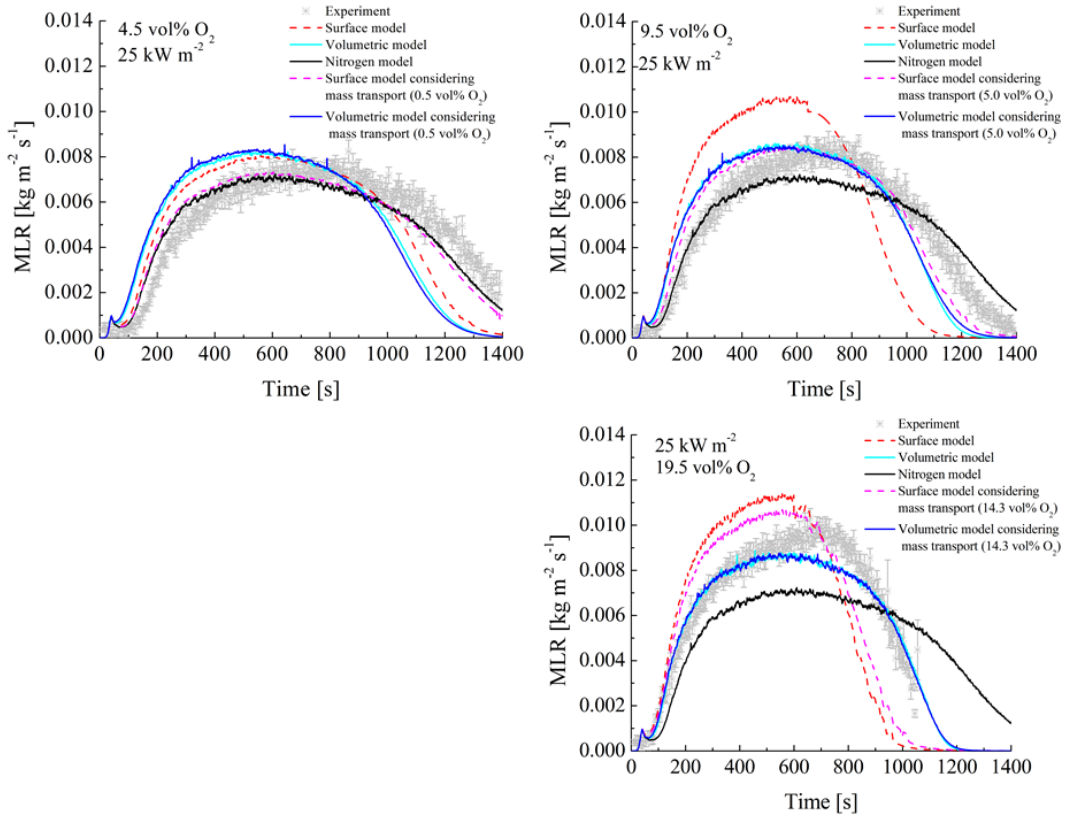 0.014
0.012
0.010
0.008
0.006
0.004
0.002
0.000
MLR [kg m-2 s-1]
4.5 vol% O2
25 kW m-2
Experiment
Surface model
Volumetric model
Nitrogen model
Surface model considering
mass transport (0.5 vol% O2)
Volumetric model considering
mass transport (0.5 vol% O2)
0 200 400 600 800 1000 1200 1400
Time [s]
0.014
0.012
0.010
0.008
0.006
0.004
0.002
0.000
MLR [kg m-2 s-1]
9.5 vol% O2
25 kW m-2
Experiment
Surface model
Volumetric model
Nitrogen model
Surface model considering
mass transport (5.0 vol% O2)
Volumetric model considering
mass transport (5.0 vol% O2)
0 200 400 600 800 1000 1200 1400
Time [s]
0.014
0.012
0.010
0.008
0.006
0.004
0.002
0.000
MLR [kg m-2 s-1]
25 kW m-2
19.5 vol% O2
Experiment
Surface model
Volumetric model
Nitrogen model
Surface model considering
mass transport (14.3 vol% O2)
Volumetric model considering
mass transport (14.3 vol% O2)
0 200 400 600 800 1000 1200 1400
Time [s]